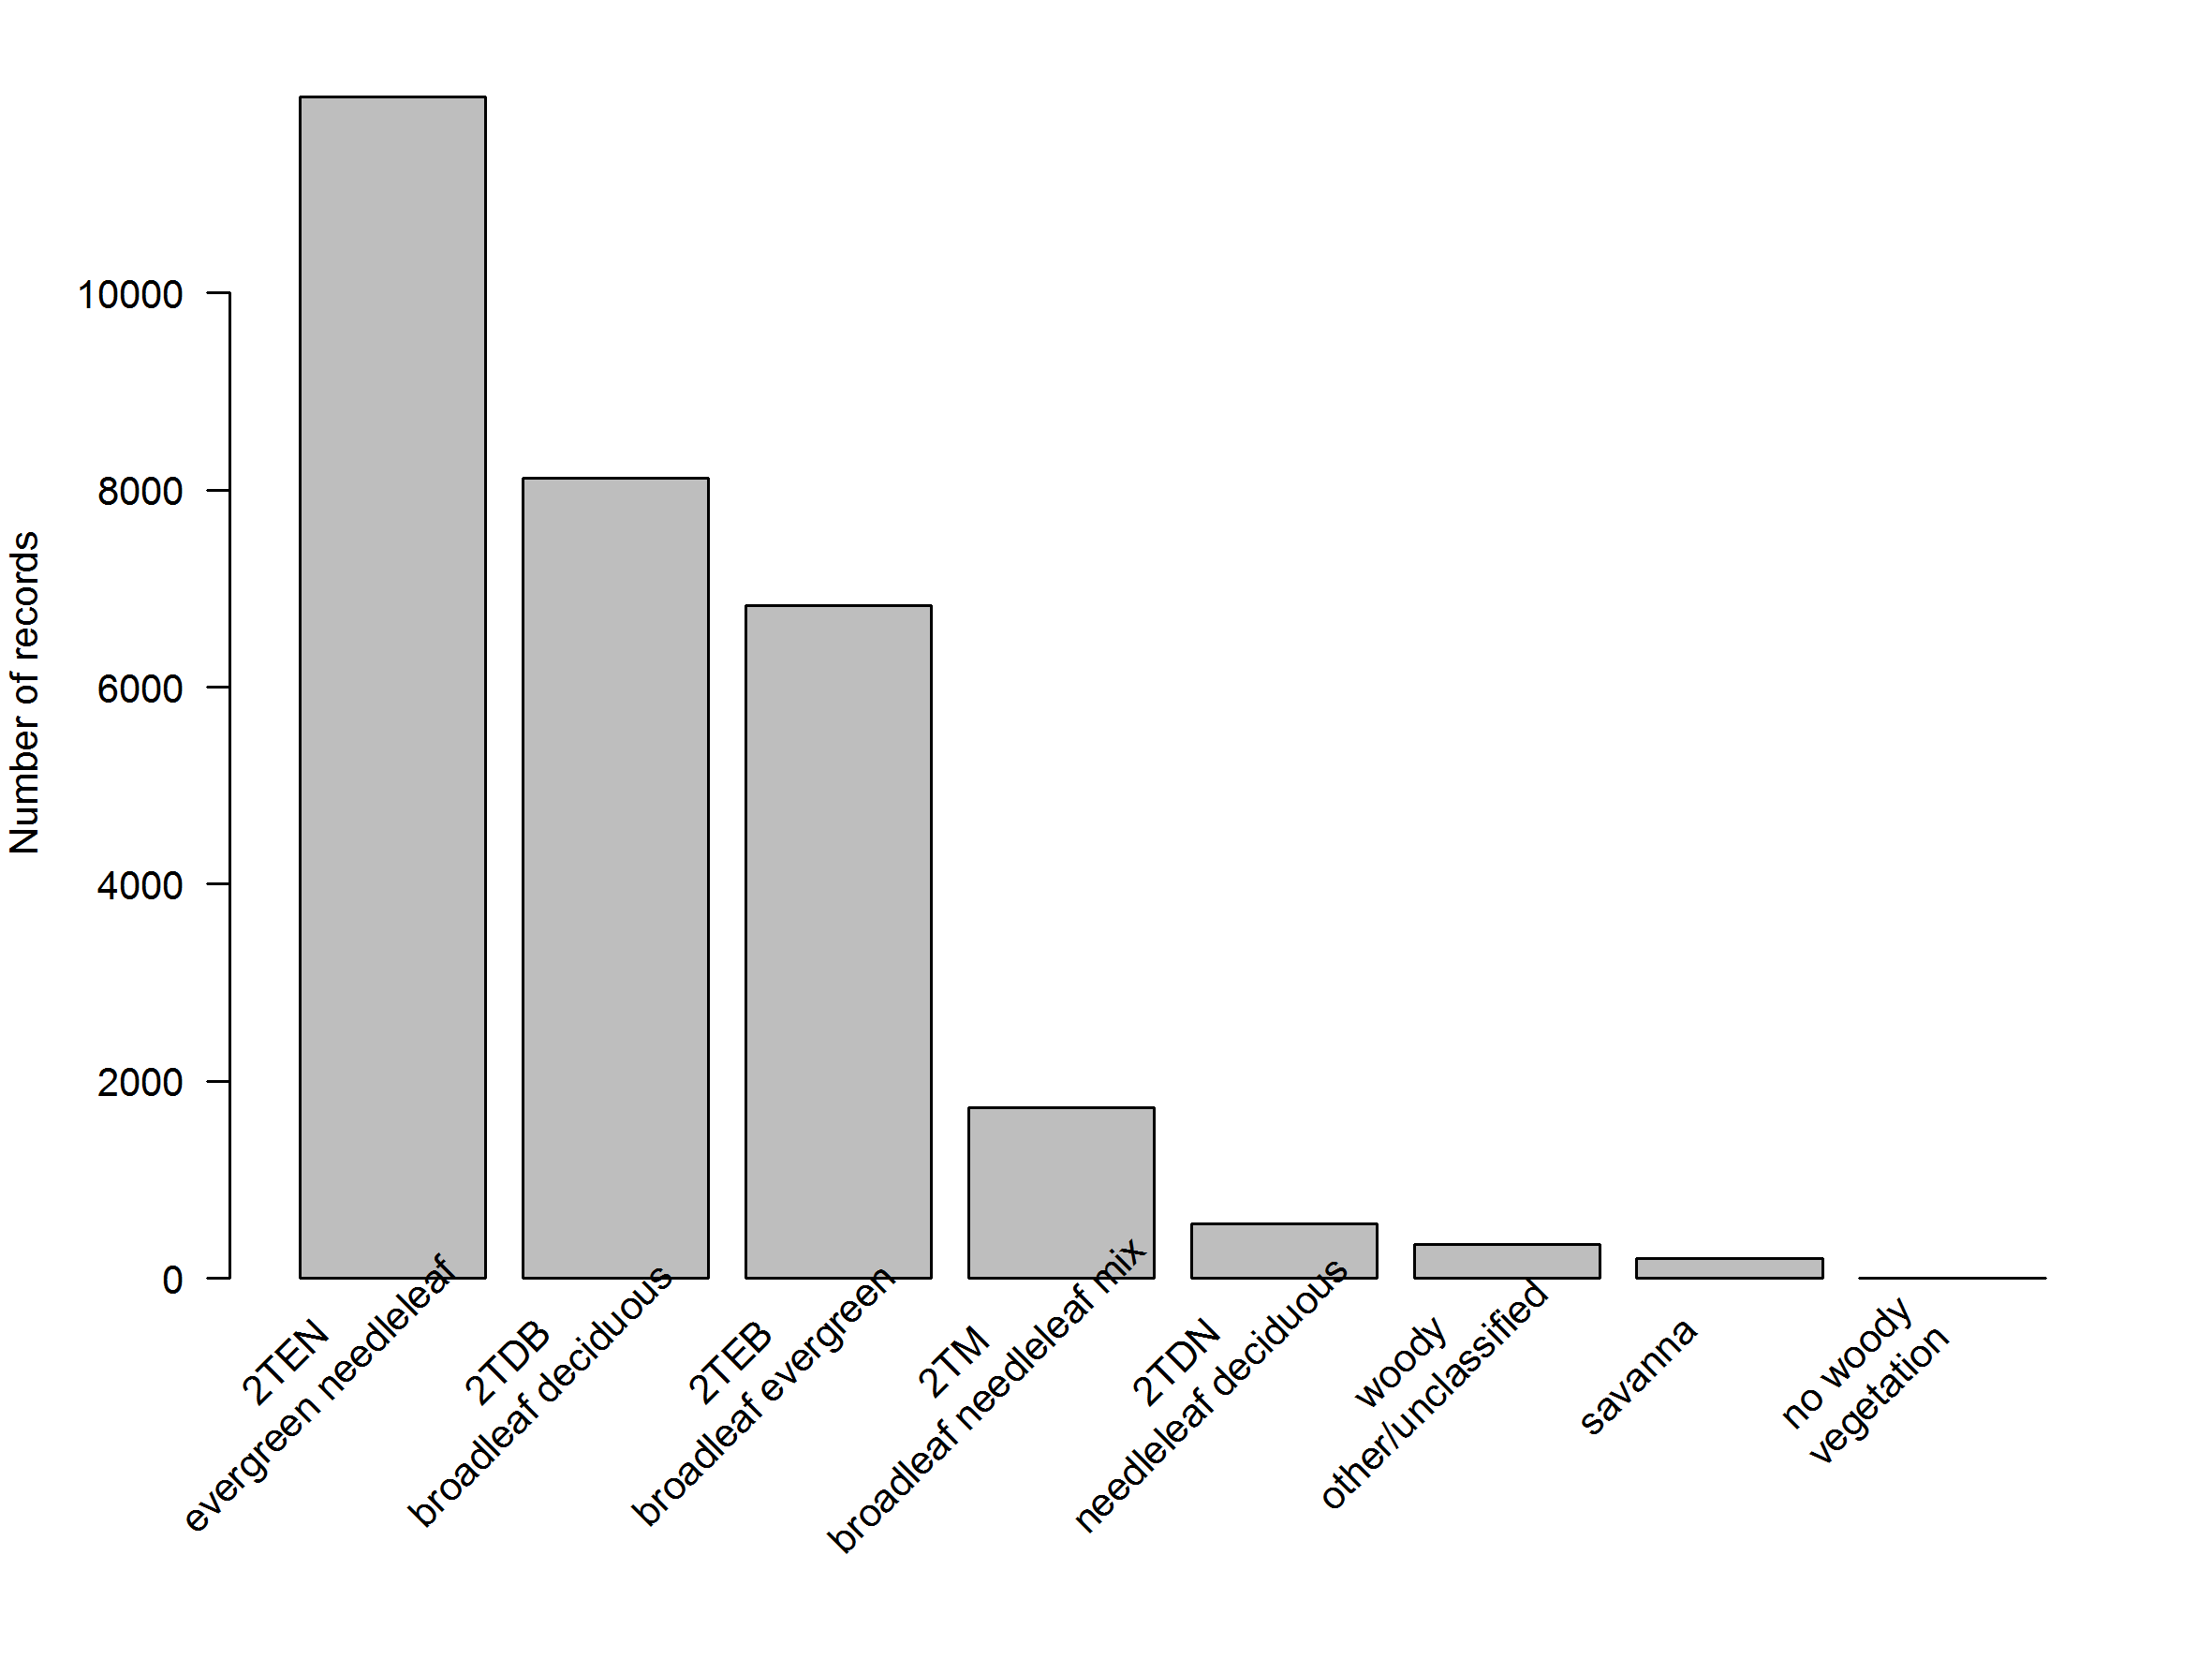 Number of records
10000
8000
6000
4000
2000
0
2TEN
evergreen needleleaf
2TDB
broadleaf deciduous
2TEB
broadleaf evergreen
2TM
broadleaf needleleaf mix
2TDN
needleleaf deciduous
woody
other/unclassified
savanna
no woody
vegetation